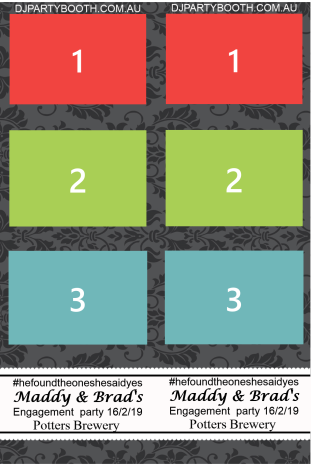 DJPARTYBOOTH.COM.AU DJPARTYBOOTH.COM.AU
1 1
2 2
3 3
#hefoundtheoneshesaidyes #hefoundtheoneshesaidyes
Maddy & Brad's Maddy & Brad's
Engagement party 16/2/19 Engagement party 16/2/19
Potters Brewery Potters Brewery